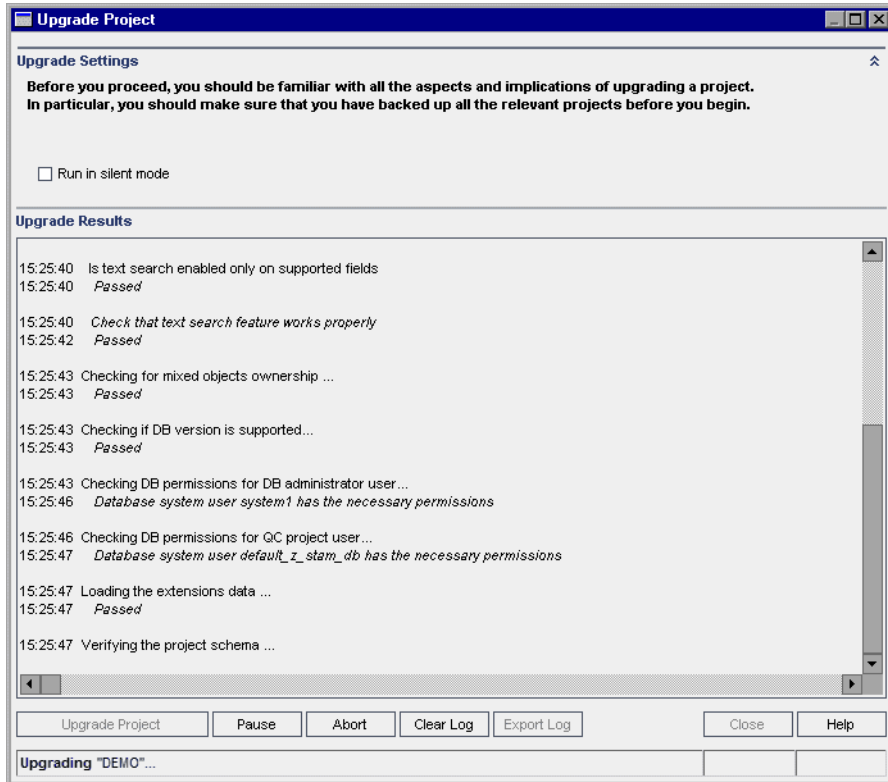 Upgrade Project
Upgrade Settings
Before you proceed, you should be familiar with all the aspects and implications of upgrading a project.
In particular, you should make sure that you have backed up all the relevant projects before you begin.
Run in silent mode
Upgrade Results
15:25:40 Is text search enabled only on supported fields
15:25:40 Passed
15:25:40 Check that text search feature works properly
15:25:42 Passed
15:25:43 Checking for mixed objects ownership ...
15:25:43 Passed
15:25:43 Checking if DB version is supported...
15:25:43 Passed
15:25:43 Checking DB permissions for DB administrator user...
15:25:46 Database system user system1 has the necessary permissions
15:25:46 Checking DB permissions for QC project user...
15:25:47 Database system user default_z_stam_db has the necessary permissions
15:25:47 Loading the extensions data ...
15:25:47 Passed
15:25:47 Verifying the project schema ...
Upgrade Project Pause Abort Clear Log Export Log Close Help
Upgrading "DEMO"...